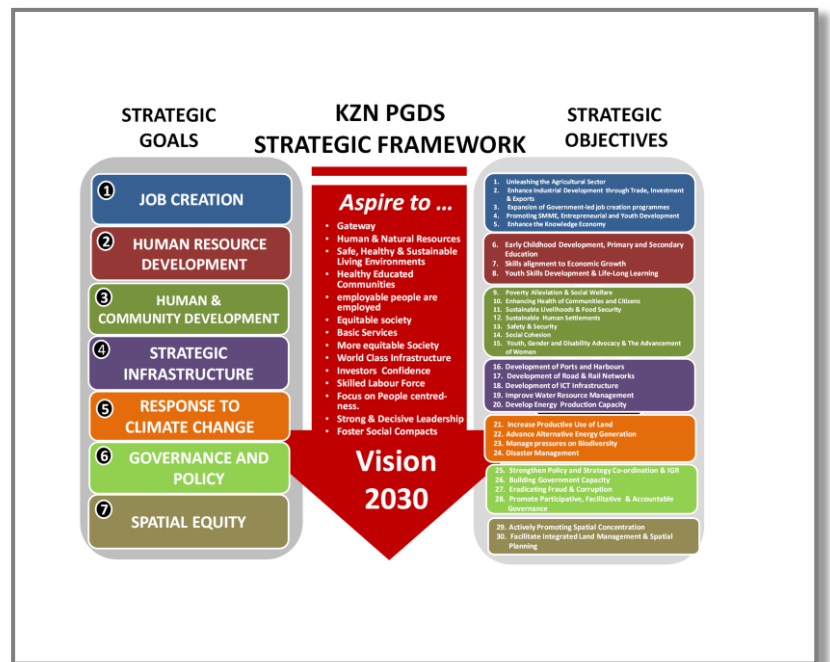 STRATEGIC
GOALS
1
JOB CREATION
2
HUMAN RESOURCE
DEVELOPMENT
3
HUMAN &
COMMUNITY DEVELOPMENT
4
STRATEGIC
INFRASTRUCTURE
5
RESPONSE TO
CLIMATE CHANGE
6
GOVERNANCE AND
POLICY
7
SPATIAL EQUITY
KZN PGDS
STRATEGIC FRAMEWORK
Aspire to ...
• Gateway
• Human & Natural Resources
• Safe, Healthy & Sustainable
Living Environments
• Healthy Educated
Communities
• employable people are
employed
• Equitable society
• Basic Services
• More equitable Society
• World Class Infrastructure
• Investors Confidence
• Skilled Labour Force
• Focus on People centred-
ness.
• Strong & Decisive Leadership
• Foster Social Compacts
Vision
2030
STRATEGIC
OBJECTIVES
1. Unleashing the Agricultural Sector
2. Enhance Industrial Development through Trade, Investment
& Exports
3. Expansion of Government-led job creation programmes
4. Promoting SMME, Entrepreneurial and Youth Development
5. Enhance the Knowledge Economy
6. Early Childhood Development, Primary and Secondary
Education
7. Skills alignment to Economic Growth
8. Youth Skills Development & Life-Long Learning
9. Poverty Alleviation & Social Welfare
10. Enhancing Health of Communities and Citizens
11. Sustainable Livelihoods & Food Security
12. Sustainable Human Settlements
13. Safety & Security
14. Social Cohesion
15. Youth, Gender and Disability Advocacy & The Advancement
of Women
16. Development of Ports and Harbours
17. Development of Road & Rail Networks
18. Development of ICT Infrastructure
19. Improve Water Resource Management
20. Develop Energy Production Capacity
21. Increase Productive Use of Land
22. Advance Alternative Energy Generation
23. Manage pressures on Biodiversity
24. Disaster Management
25. Strengthen Policy and Strategy Co-ordination & IGR
26. Building Government Capacity
27. Eradicating Fraud & Corruption
28. Promote Participative, Facilitative & Accountable
Governance
29. Actively Promoting Spatial Concentration
30. Facilitate Integrated Land Management & Spatial
Planning